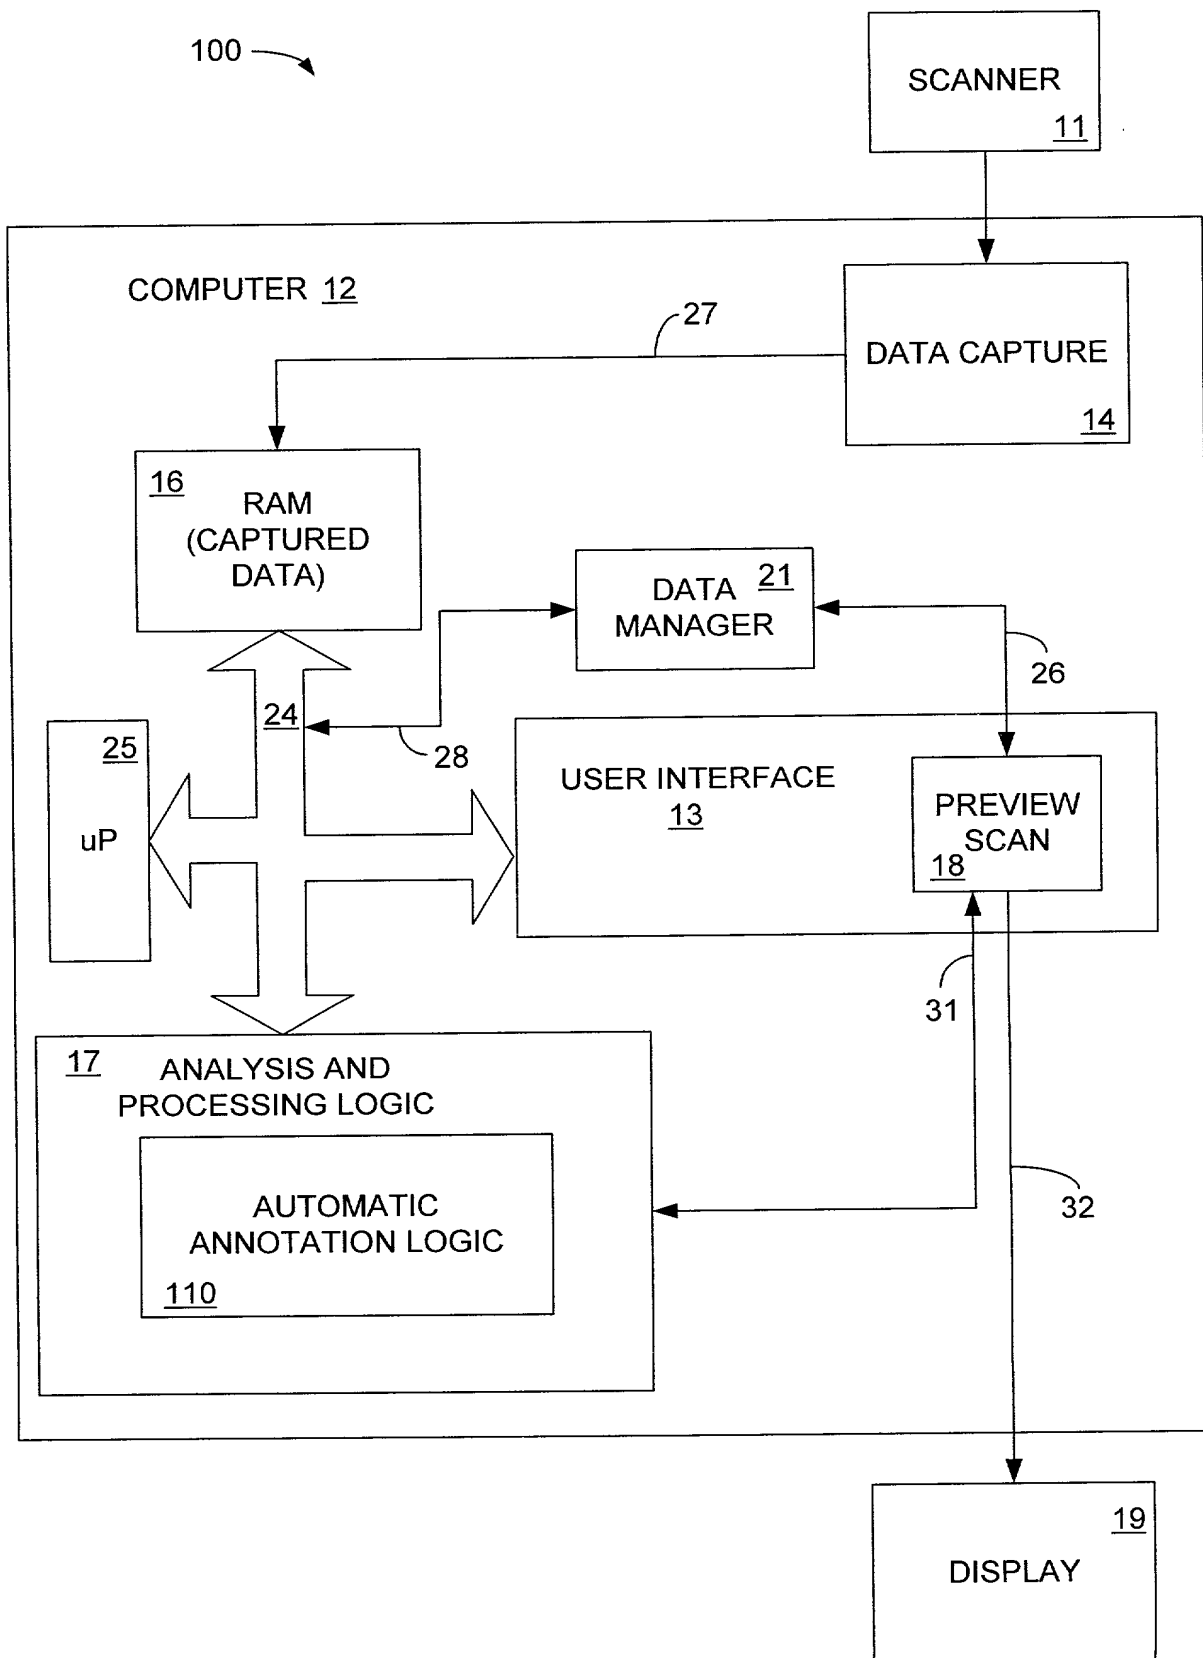 100
SCANNER
11
COMPUTER 12
27
DATA CAPTURE
14
16
RAM
(CAPTURED
DATA)
21
DATA
MANAGER
26
24
28
25
uP
USER INTERFACE
13
PREVIEW
SCAN
18
31
17
ANALYSIS AND
PROCESSING LOGIC
AUTOMATIC
ANNOTATION LOGIC
110
32
19
DISPLAY